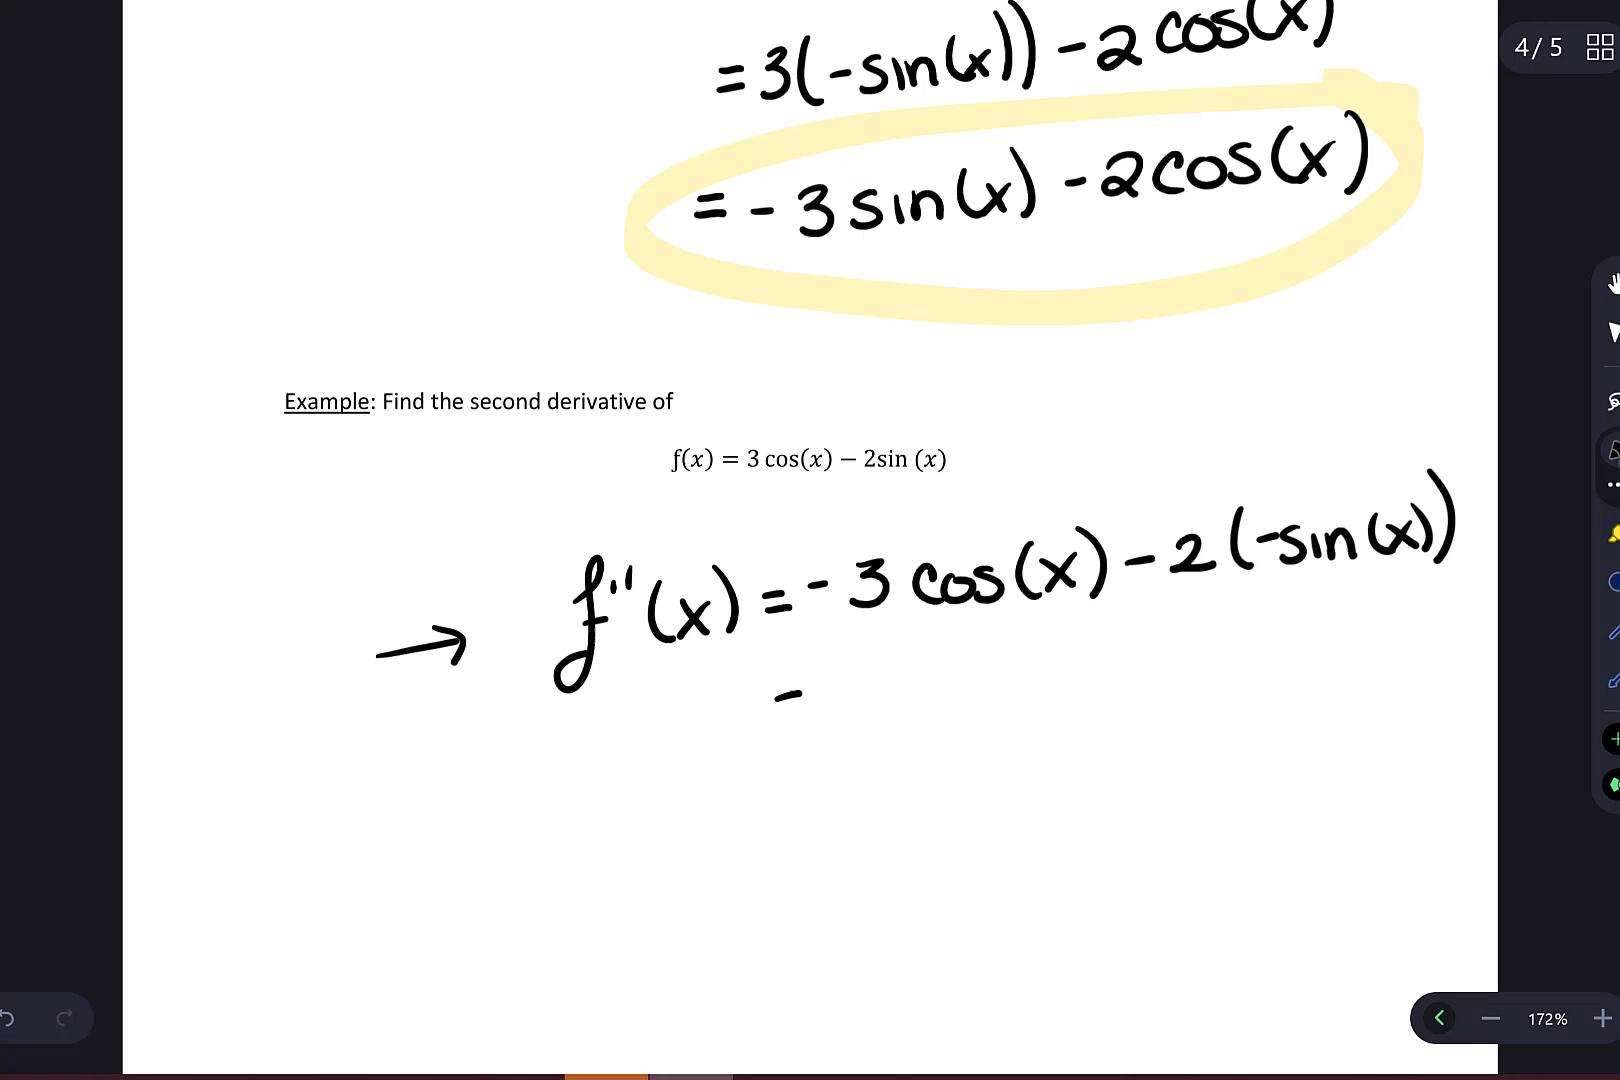 = 3(-sin(x)) - 2 cos(x)
4/ 5
= - 3 sin(x) - 2cos(x)
Example: Find the second derivative of
f(x) = 3 cos(x) − 2sin (x)
→ f''(x) = - 3 cos(x) - 2 (-sin(x))
-
172%